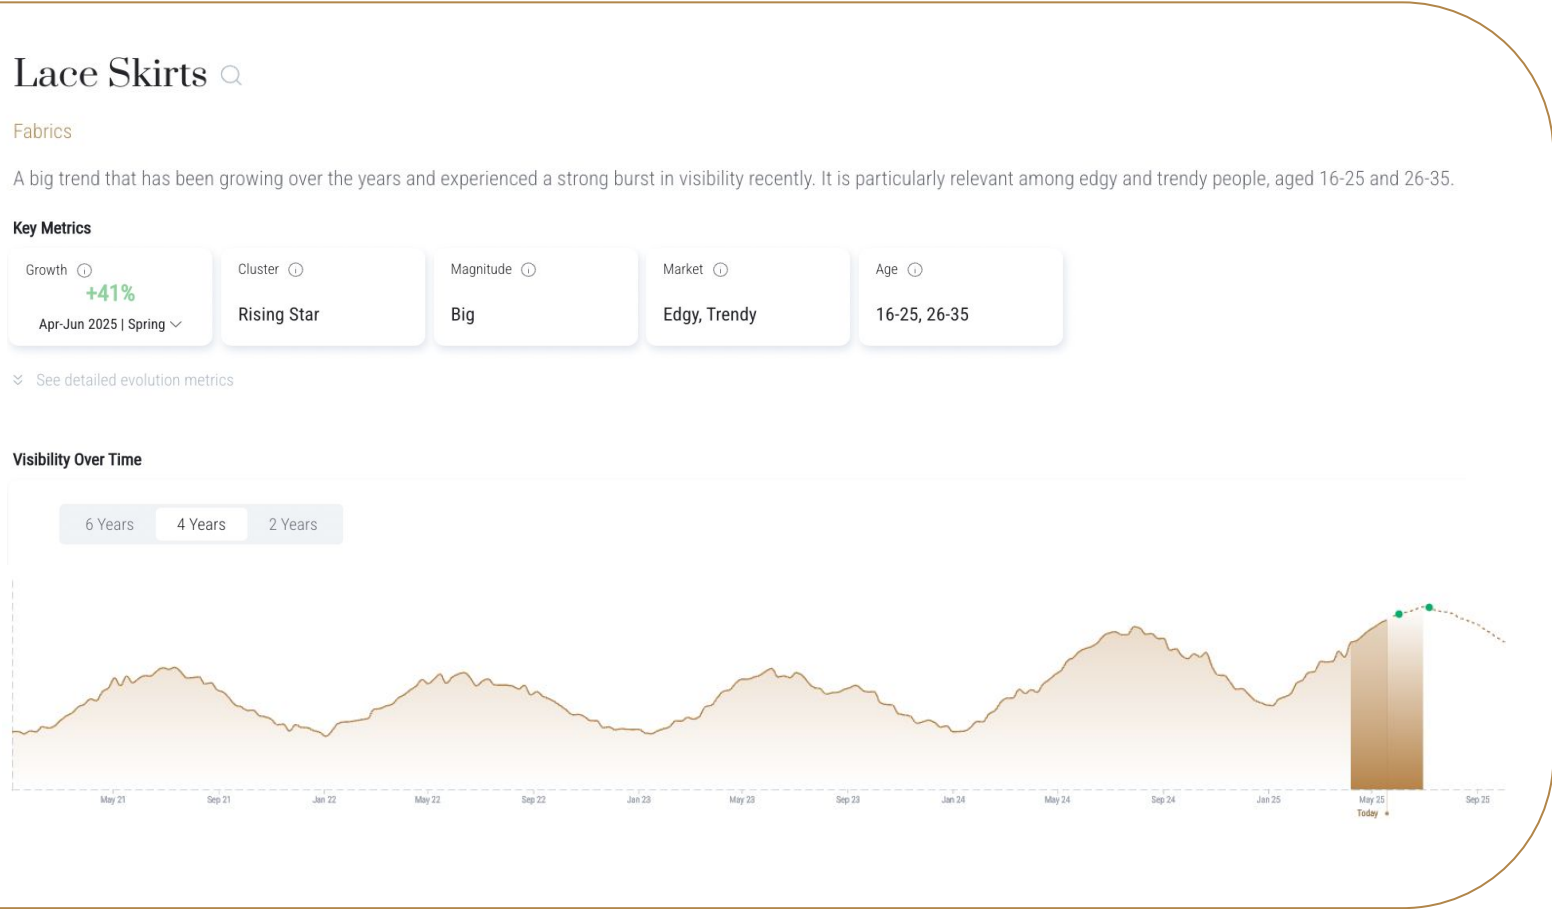 Lace Skirts
Fabrics
A big trend that has been growing over the years and experienced a strong burst in visibility recently. It is particularly relevant among edgy and trendy people, aged 16-25 and 26-35.
Key Metrics
Growth
+41%
Apr-Jun 2025 | Spring
Cluster
Rising Star
Magnitude
Big
Market
Edgy, Trendy
Age
16-25, 26-35
See detailed evolution metrics
Visibility Over Time
6 Years 4 Years 2 Years
May 21 Sep 21 Jan 22 May 22 Sep 22 Jan 23 May 23 Sep 23 Jan 24 May 24 Sep 24 Jan 25 May 25 Sep 25
Today